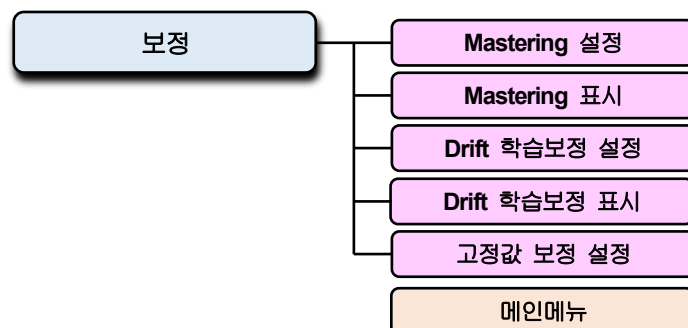 보정
Mastering 설정
Mastering 표시
Drift 학습보정 설정
Drift 학습보정 표시
고정값 보정 설정
메인메뉴